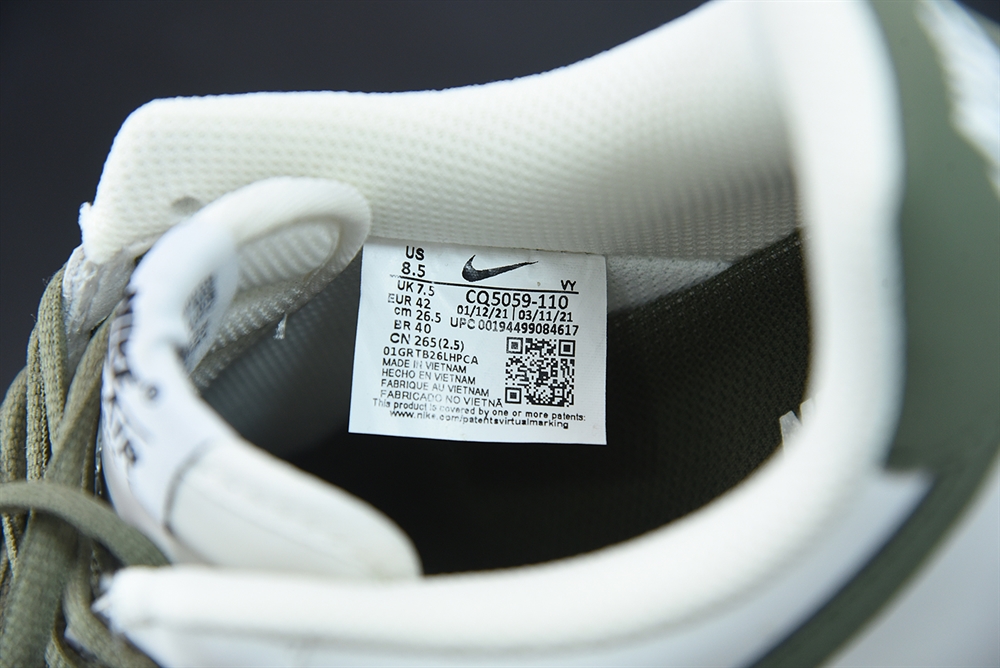 US
8.5
UK 7.5
EUR 42
cm 26.5
BR 40
CN 265(2.5)
VY
CQ5059-110
01/12/21 | 03/11/21
UPC 00194499084617
01GRTB26LHPCA
MADE IN VIETNAM
HECHO EN VIETNAM
FABRIQUE AU VIETNAM
FABRICADO NO VIETNÃ
This product is covered by one or more patents:
www.nike.com/patentsvirtualmarking